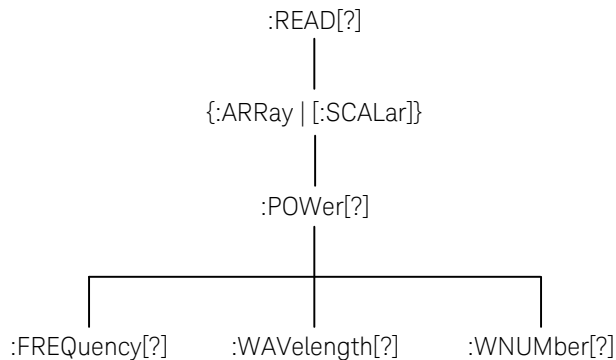 :READ[?]
{:ARRay | [:SCALar]}
:POWer[?]
:FREQuency[?]
:WAVelength[?]
:WNUMber[?]